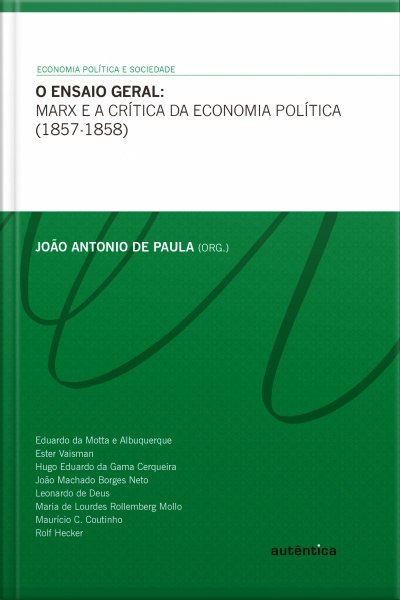 ECONOMIA POLÍTICA E SOCIEDADE
O ENSAIO GERAL:
MARX E A CRÍTICA DA ECONOMIA POLÍTICA
(1857-1858)
JOÃO ANTONIO DE PAULA (ORG.)
Eduardo da Motta e Albuquerque
Ester Vaisman
Hugo Eduardo da Gama Cerqueira
João Machado Borges Neto
Leonardo de Deus
Maria de Lourdes Rollemberg Mollo
Maurício C. Coutinho
Rolf Hecker
autêntica